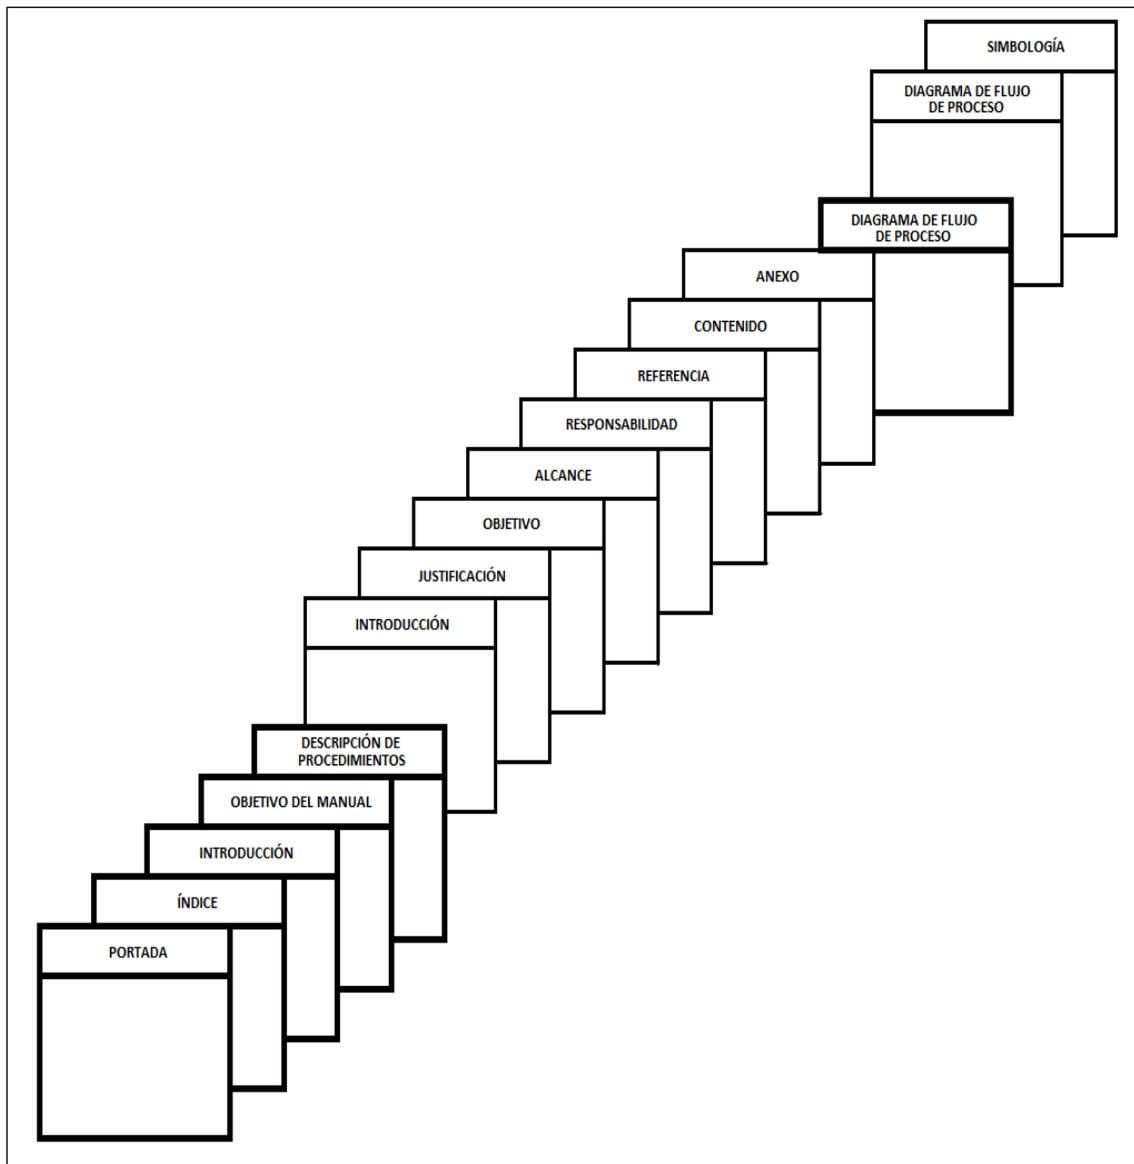 SIMBOLOGÍA
DIAGRAMA DE FLUJO
DE PROCESO
DIAGRAMA DE FLUJO
DE PROCESO
ANEXO
CONTENIDO
REFERENCIA
RESPONSABILIDAD
ALCANCE
OBJETIVO
JUSTIFICACIÓN
INTRODUCCIÓN
DESCRIPCIÓN DE
PROCEDIMIENTOS
OBJETIVO DEL MANUAL
INTRODUCCIÓN
ÍNDICE
PORTADA